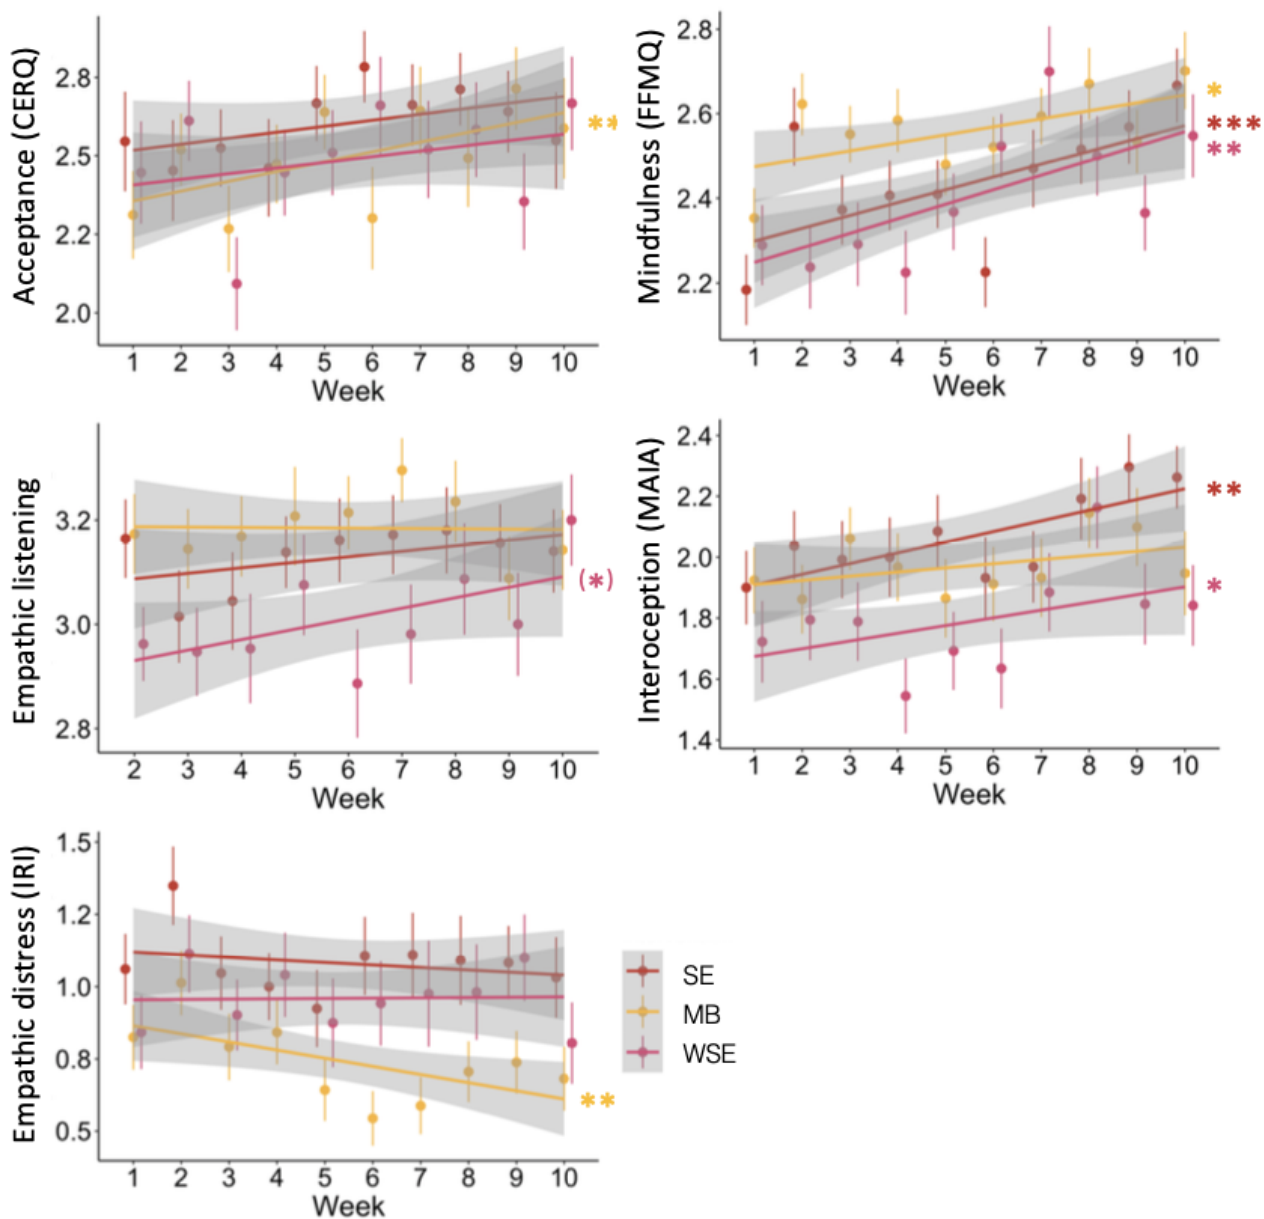 Acceptance (CERQ)
2.8
2.5
2.2
2.0
**
1 2 3 4 5 6 7 8 9 10
Week
Mindfulness (FFMQ)
2.8
2.6
2.4
2.2
*
***
**
1 2 3 4 5 6 7 8 9 10
Week
Empathic listening
3.2
3.0
2.8
(*)
2 3 4 5 6 7 8 9 10
Week
Interoception (MAIA)
2.4
2.2
2.0
1.8
1.6
1.4
**
*
1 2 3 4 5 6 7 8 9 10
Week
Empathic distress (IRI)
1.5
1.2
1.0
0.8
0.5
**
1 2 3 4 5 6 7 8 9 10
Week
SE
MB
WSE